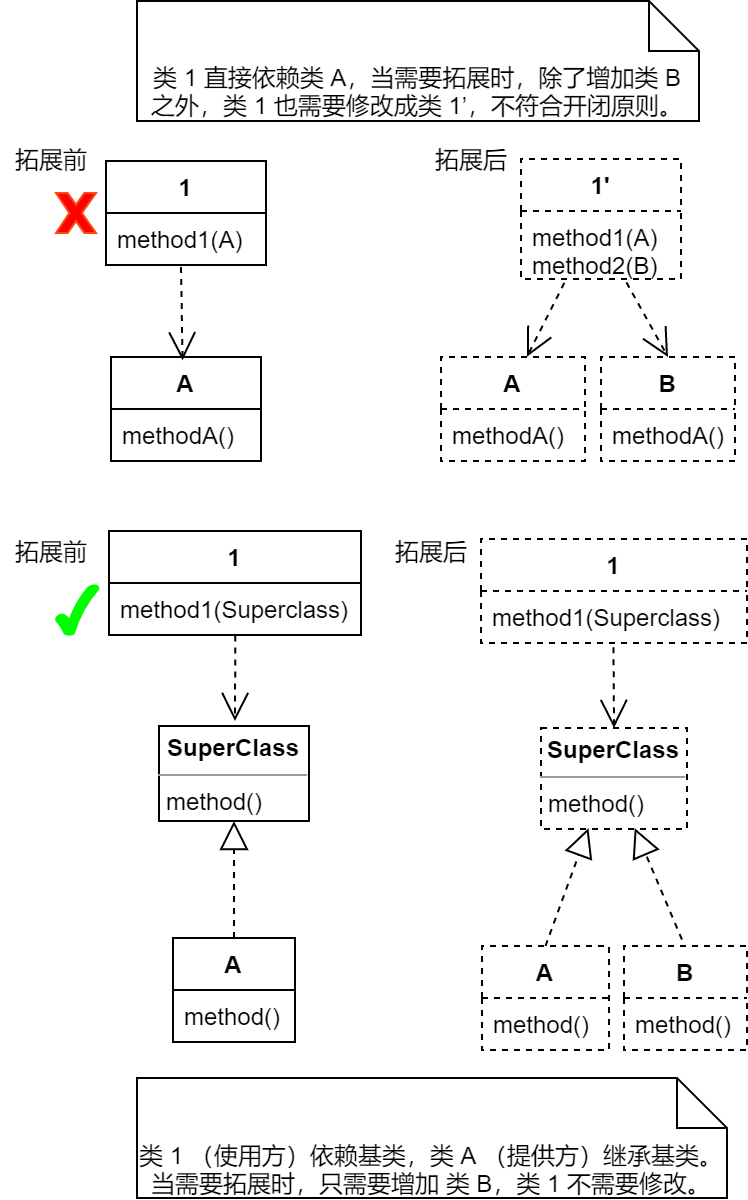 类 1 直接依赖类 A，当需要拓展时，除了增加类 B
之外，类 1 也需要修改成类 1’，不符合开闭原则。
拓展前
1
method1(A)
A
methodA()
拓展后
1'
method1(A)
method2(B)
A
methodA()
B
methodA()
拓展前
1
method1(Superclass)
SuperClass
method()
A
method()
拓展后
1
method1(Superclass)
SuperClass
method()
A
method()
B
method()
类 1 （使用方）依赖基类，类 A （提供方）继承基类。
当需要拓展时，只需要增加 类 B，类 1 不需要修改。